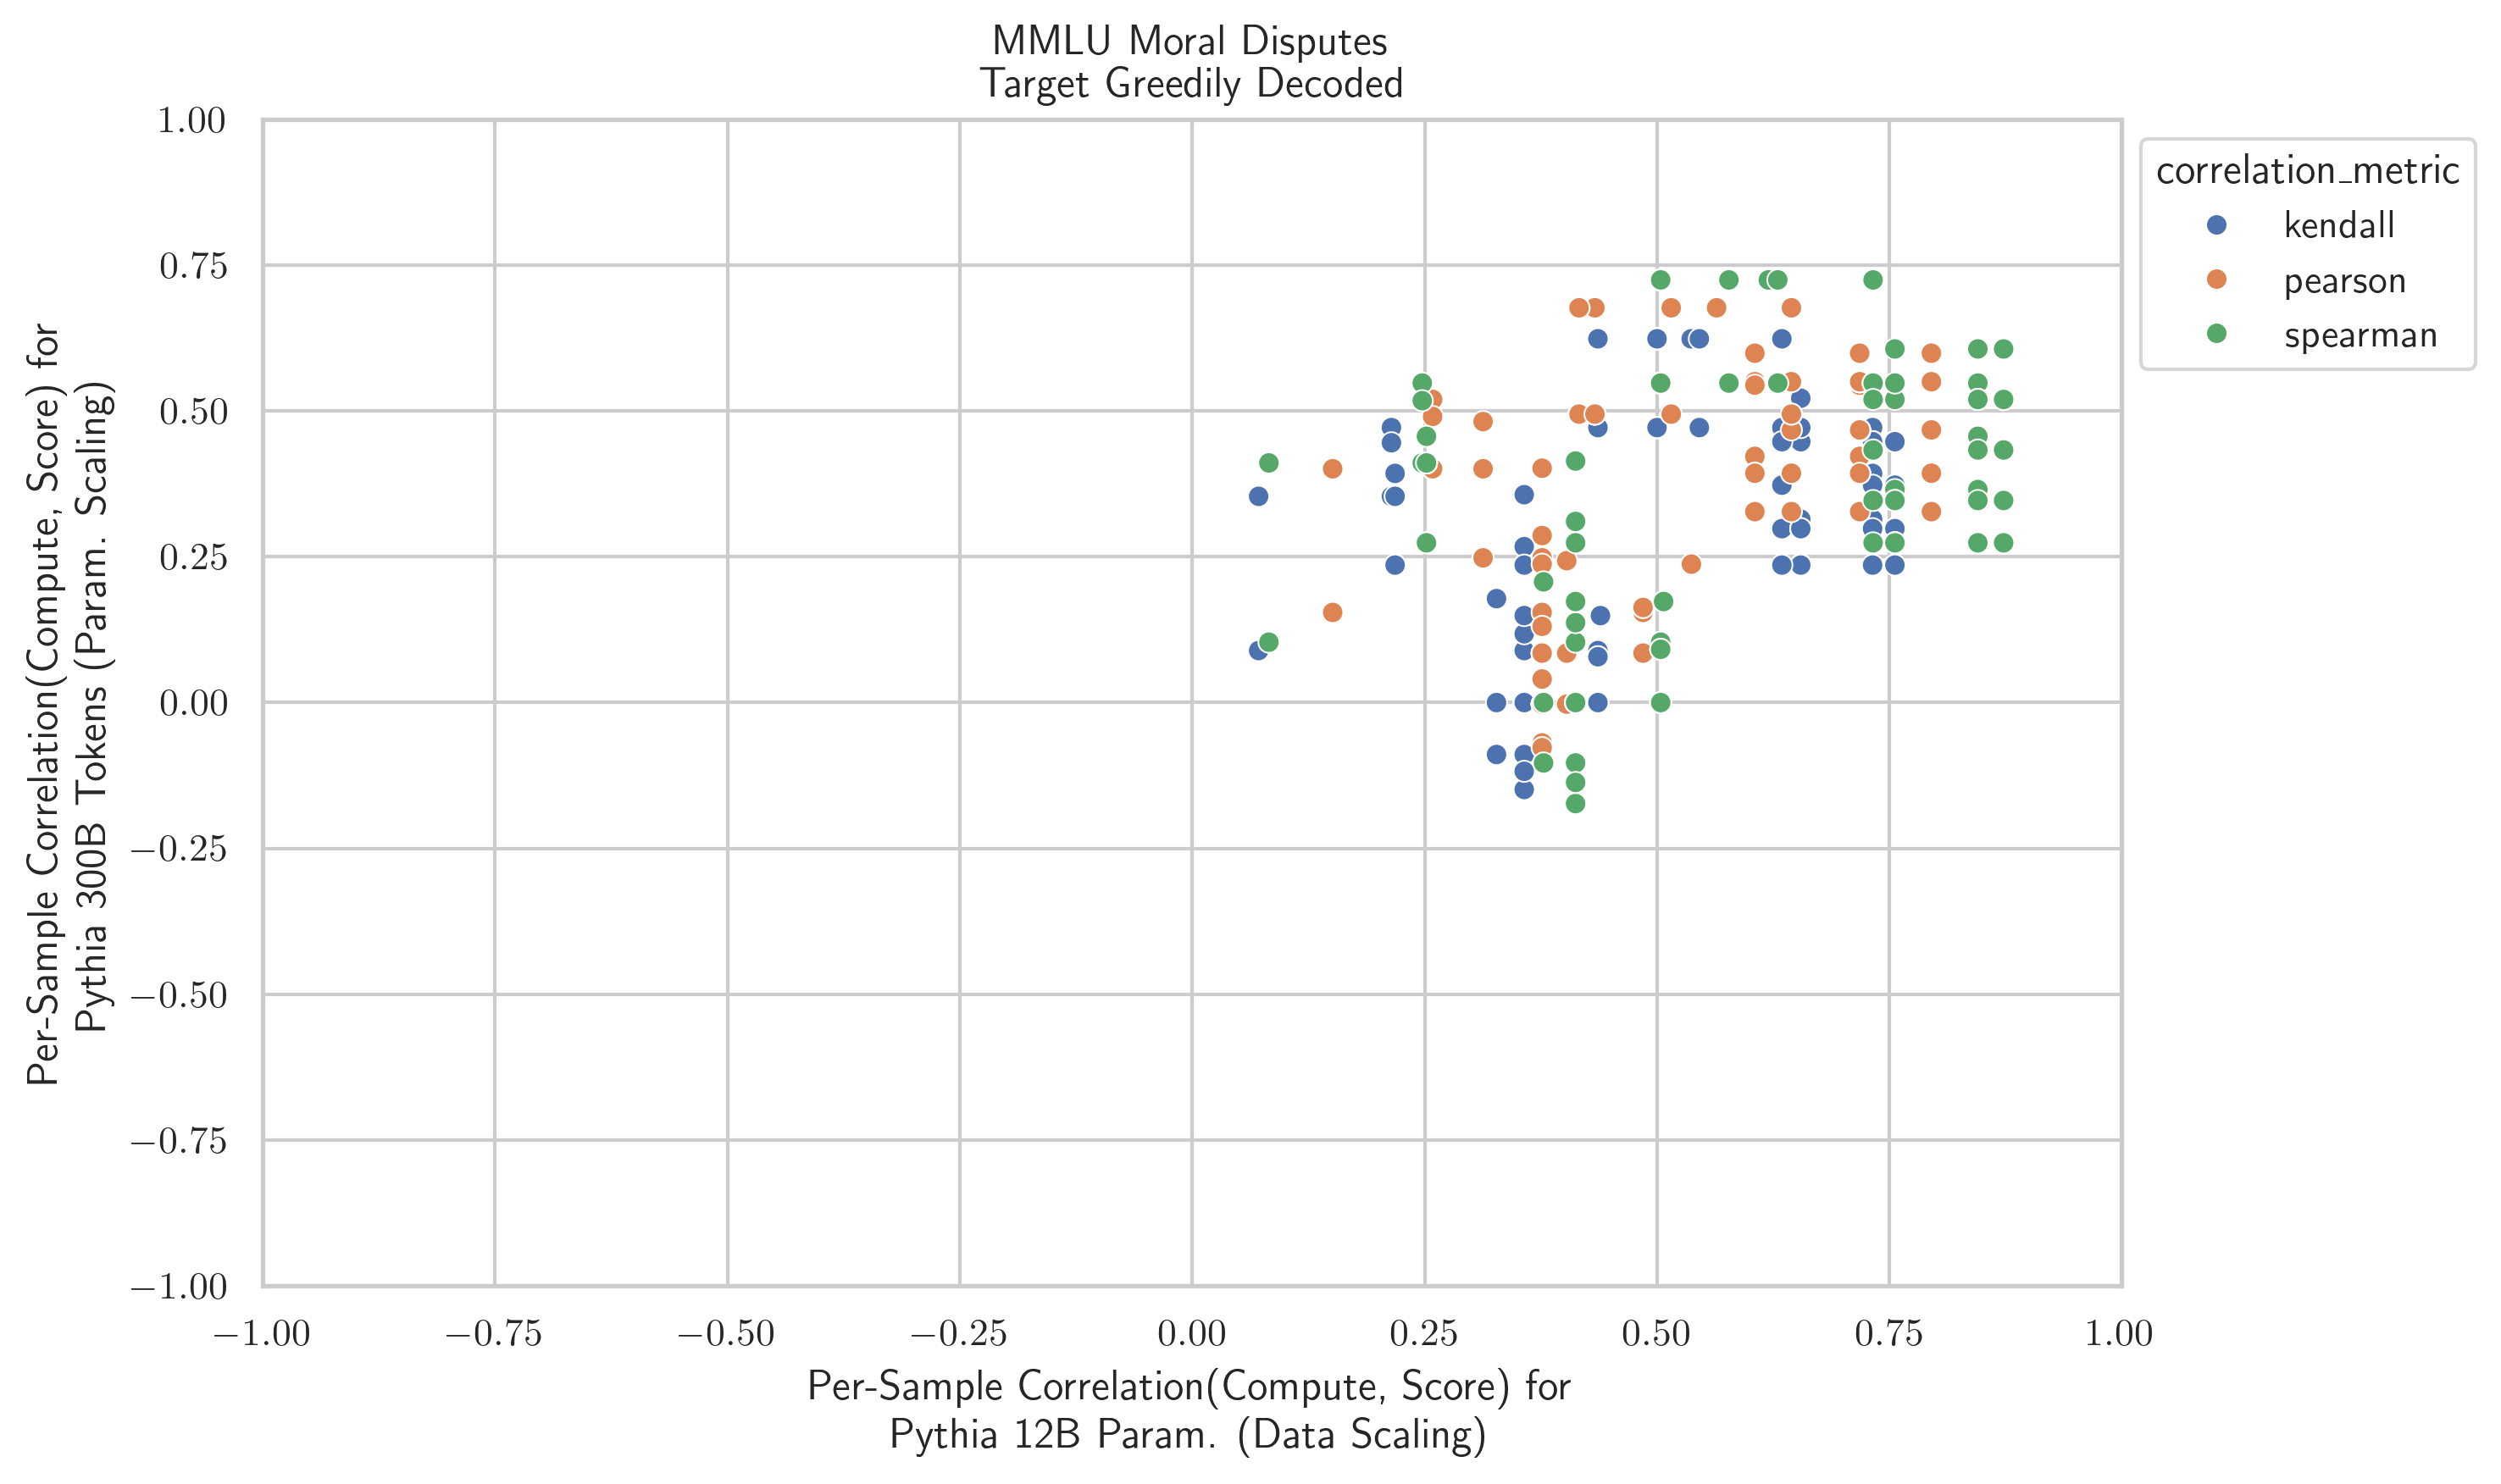 MMLU Moral Disputes
Target Greedily Decoded
Per-Sample Correlation(Compute, Score) for
Pythia 300B Tokens (Param. Scaling)
1.00
0.75
0.50
0.25
0.00
−0.25
−0.50
−0.75
−1.00
−1.00 −0.75 −0.50 −0.25 0.00 0.25 0.50 0.75 1.00
Per-Sample Correlation(Compute, Score) for
Pythia 12B Param. (Data Scaling)
correlation_metric
kendall
pearson
spearman